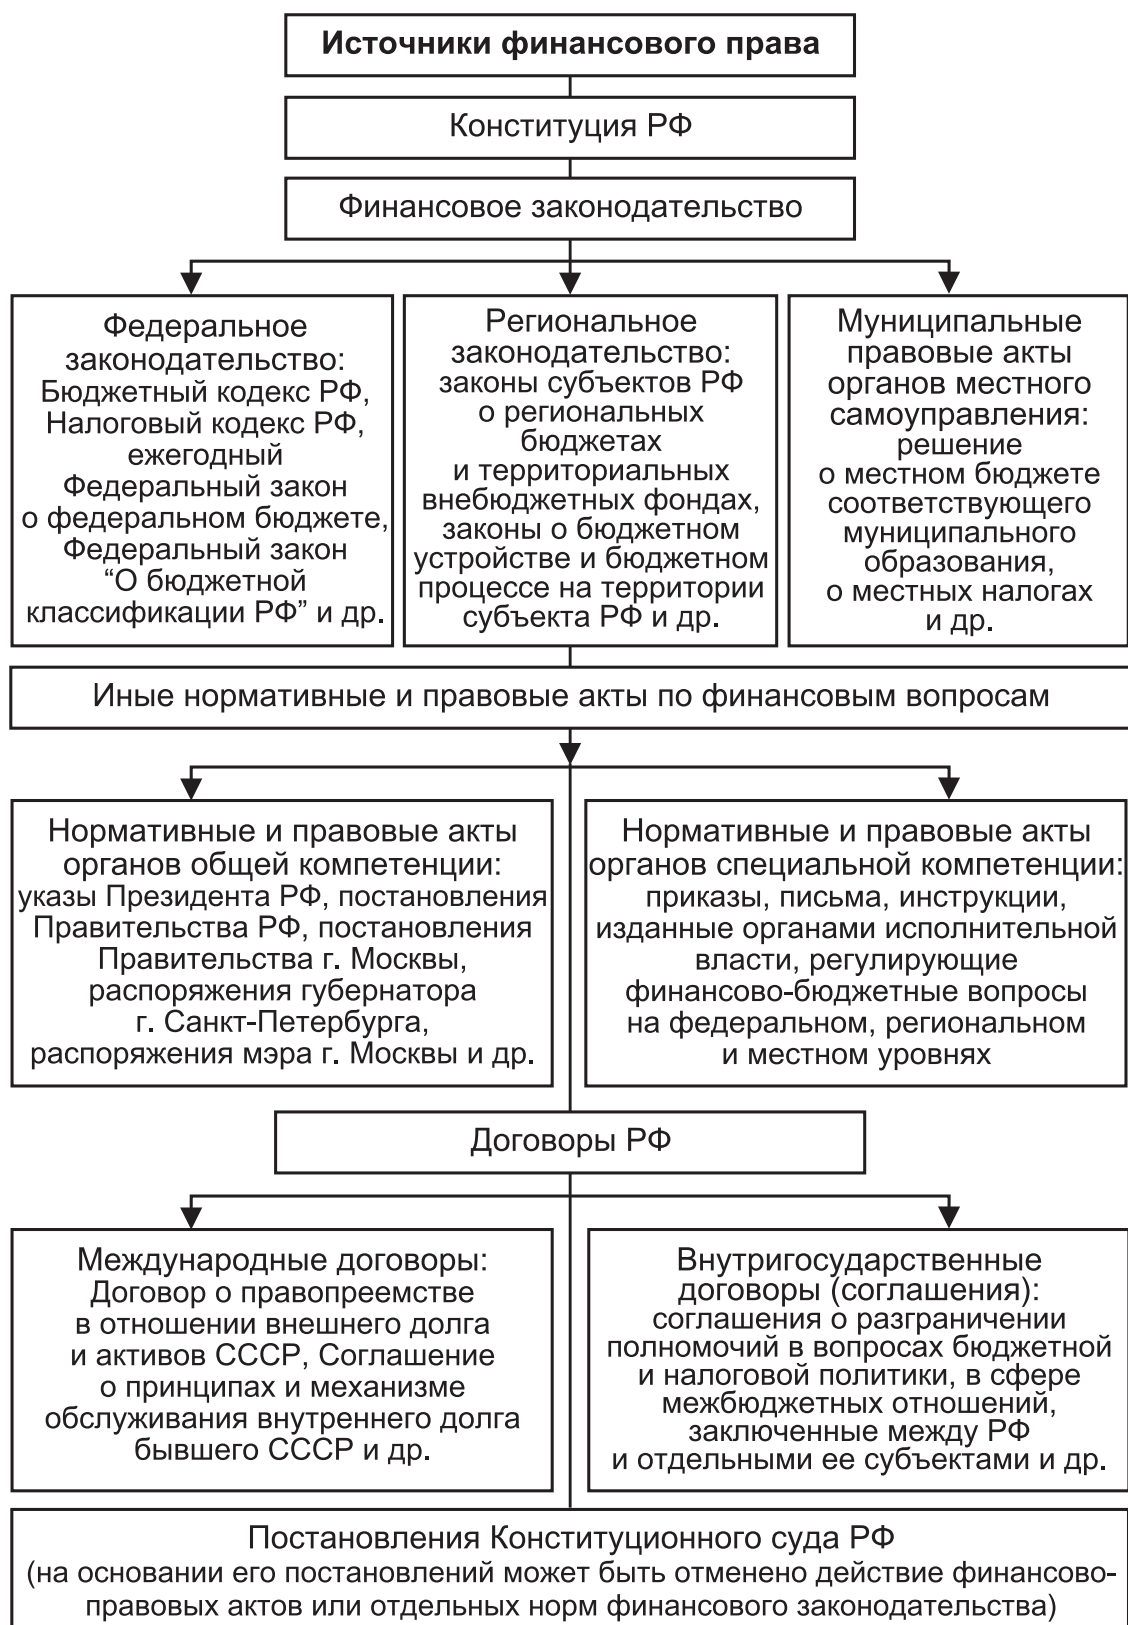 Источники финансового права
Конституция РФ
Финансовое законодательство
Федеральное
законодательство:
Бюджетный кодекс РФ,
Налоговый кодекс РФ,
ежегодный
Федеральный закон
о федеральном бюджете,
Федеральный закон
“О бюджетной
классификации РФ” и др.
Региональное
законодательство:
законы субъектов РФ
о региональных
бюджетах
и территориальных
внебюджетных фондах,
законы о бюджетном
устройстве и бюджетном
процессе на территории
субъекта РФ и др.
Муниципальные
правовые акты
органов местного
самоуправления:
решение
о местном бюджете
соответствующего
муниципального
образования,
о местных налогах
и др.
Иные нормативные и правовые акты по финансовым вопросам
Нормативные и правовые акты
органов общей компетенции:
указы Президента РФ, постановления
Правительства РФ, постановления
Правительства г. Москвы,
распоряжения губернатора
г. Санкт-Петербурга,
распоряжения мэра г. Москвы и др.
Нормативные и правовые акты
органов специальной компетенции:
приказы, письма, инструкции,
изданные органами исполнительной
власти, регулирующие
финансово-бюджетные вопросы
на федеральном, региональном
и местном уровнях
Договоры РФ
Международные договоры:
Договор о правопреемстве
в отношении внешнего долга
и активов СССР, Соглашение
о принципах и механизме
обслуживания внутреннего долга
бывшего СССР и др.
Внутригосударственные
договоры (соглашения):
соглашения о разграничении
полномочий в вопросах бюджетной
и налоговой политики, в сфере
межбюджетных отношений,
заключенные между РФ
и отдельными ее субъектами и др.
Постановления Конституционного суда РФ
(на основании его постановлений может быть отменено действие финансово-
правовых актов или отдельных норм финансового законодательства)